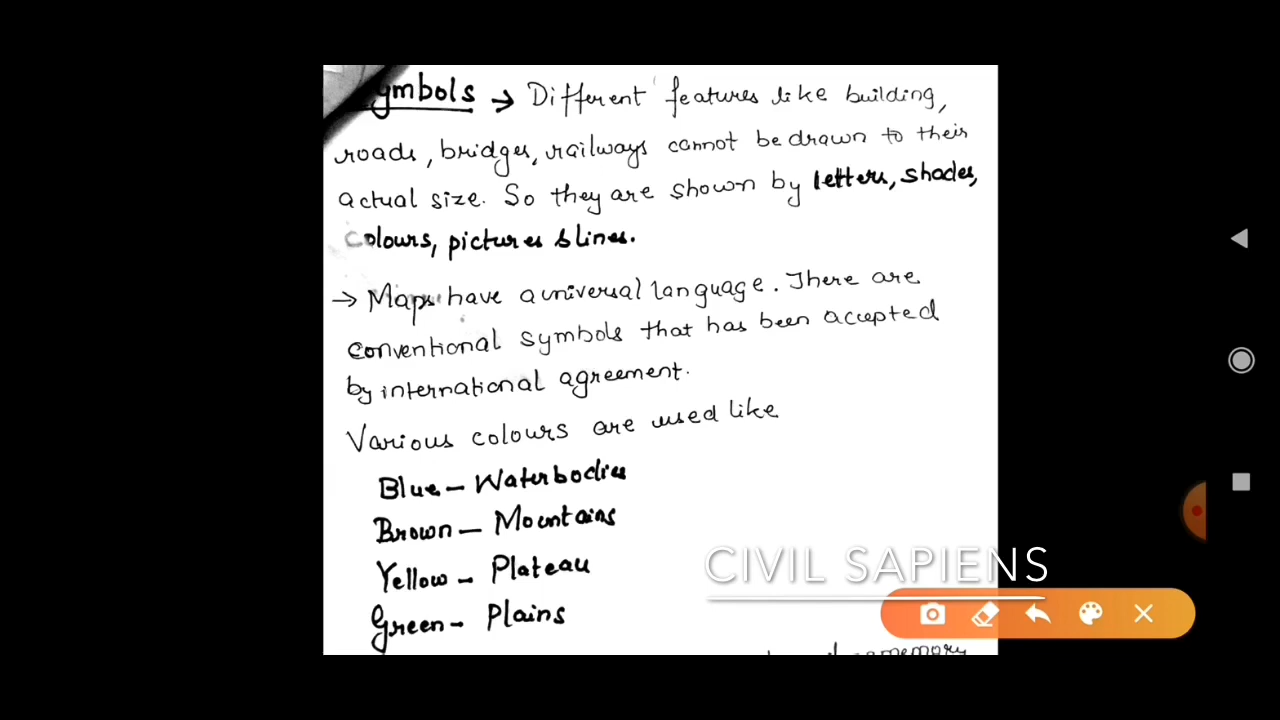 ymbols → Different features like building,
roads, bridges, railways cannot be drawn to their
actual size. So they are shown by letters, shades,
Colours, pictures & lines.
→ Maps have a universal language. There are
conventional symbols that has been accepted
by international agreement.
Various colours are used like
Blue – Waterbodies
Brown – Mountains
Yellow – Plateau
Green – Plains
CIVIL SAPIENS
memory